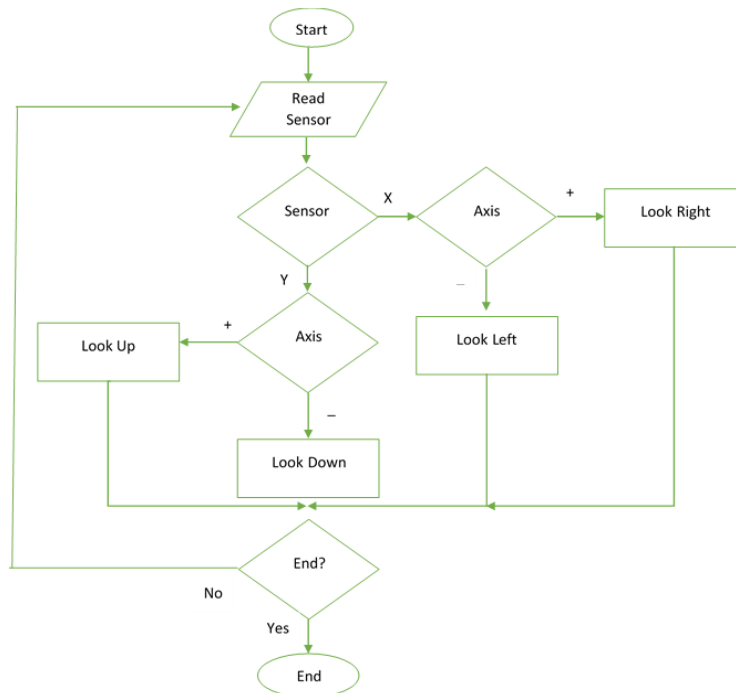 Start
Read
Sensor
X
+
Sensor
Axis
Look Right
Y
–
+
Axis
Look Up
Look Left
–
Look Down
End?
No
Yes
End